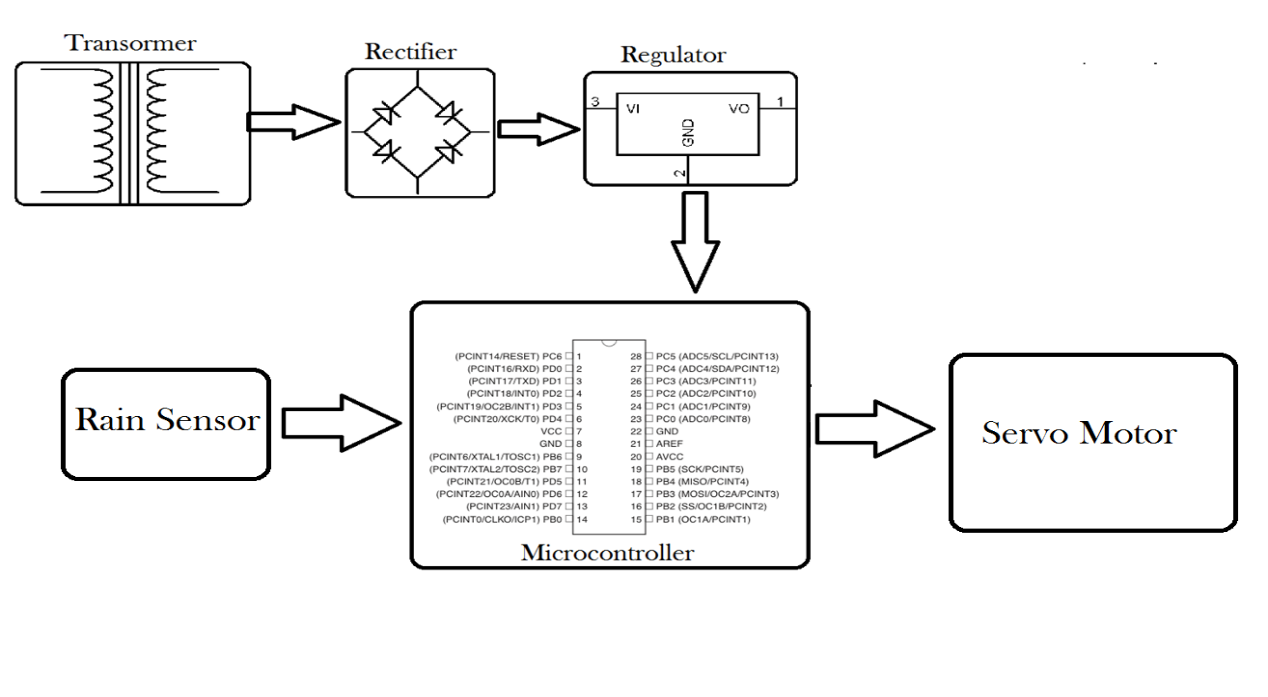 Transormer
Rectifier
Regulator
3 VI VO 1
GND
2
(PCINT14/RESET) PC6 1 28 PC5 (ADC5/SCL/PCINT13)
(PCINT16/RXD) PD0 2 27 PC4 (ADC4/SDA/PCINT12)
(PCINT17/TXD) PD1 3 26 PC3 (ADC3/PCINT11)
(PCINT18/INT0) PD2 4 25 PC2 (ADC2/PCINT10)
(PCINT19/OC2B/INT1) PD3 5 24 PC1 (ADC1/PCINT9)
(PCINT20/XCK/T0) PD4 6 23 PC0 (ADC0/PCINT8)
VCC 7 22 GND
GND 8 21 AREF
(PCINT6/XTAL1/TOSC1) PB6 9 20 AVCC
(PCINT7/XTAL2/TOSC2) PB7 10 19 PB5 (SCK/PCINT5)
(PCINT21/OC0B/T1) PD5 11 18 PB4 (MISO/PCINT4)
(PCINT22/OC0A/AIN0) PD6 12 17 PB3 (MOSI/OC2A/PCINT3)
(PCINT23/AIN1) PD7 13 16 PB2 (SS/OC1B/PCINT2)
(PCINT0/CLKO/ICP1) PB0 14 15 PB1 (OC1A/PCINT1)
Microcontroller
Rain Sensor
Servo Motor